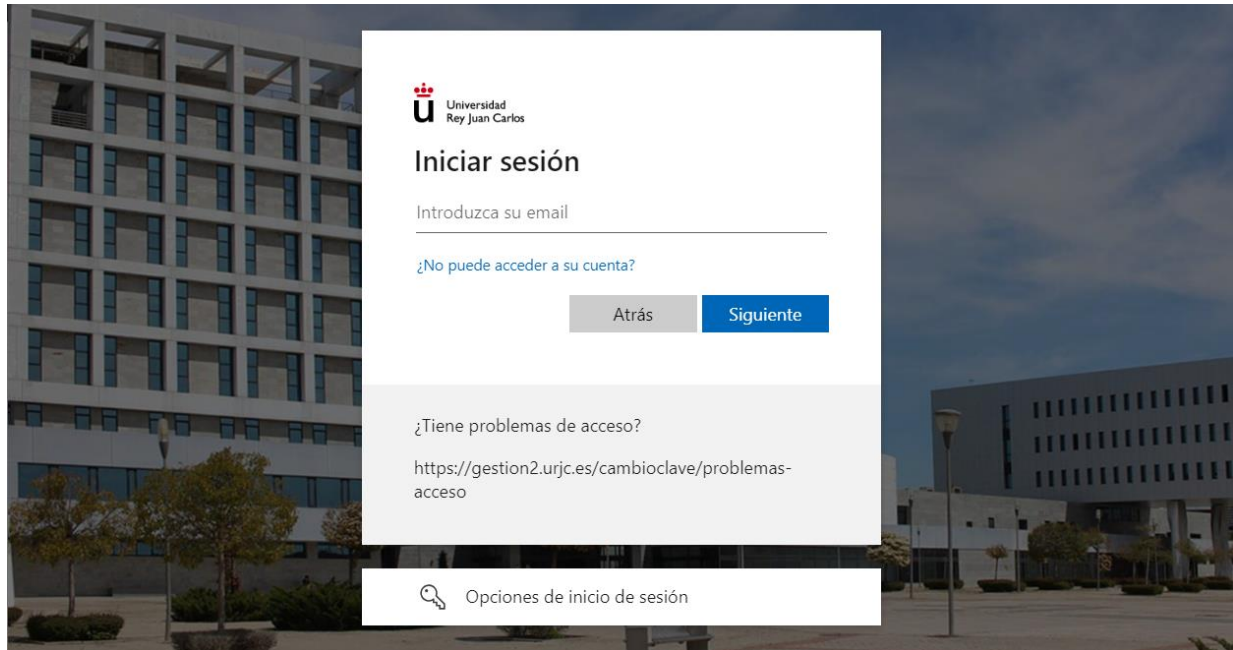 Universidad
Rey Juan Carlos
Iniciar sesión
Introduzca su email
¿No puede acceder a su cuenta?
Atrás Siguiente
¿Tiene problemas de acceso?
https://gestion2.urjc.es/cambioclave/problemas-
acceso
Opciones de inicio de sesión